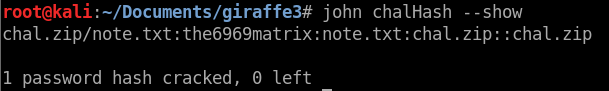 root@kali:~/Documents/giraffe3# john chalHash --show
chal.zip/note.txt:the6969matrix:note.txt:chal.zip::chal.zip
1 password hash cracked, 0 left